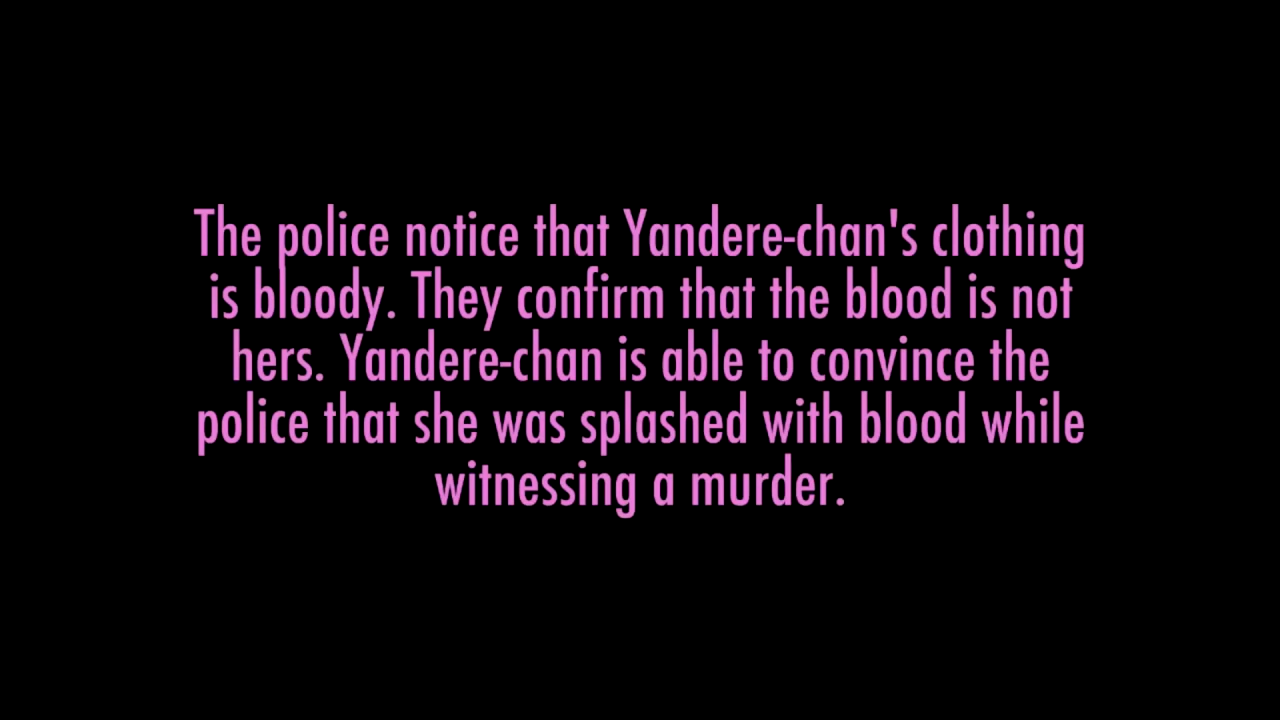 The police notice that Yandere-chan's clothing
is bloody. They confirm that the blood is not
hers. Yandere-chan is able to convince the
police that she was splashed with blood while
witnessing a murder.